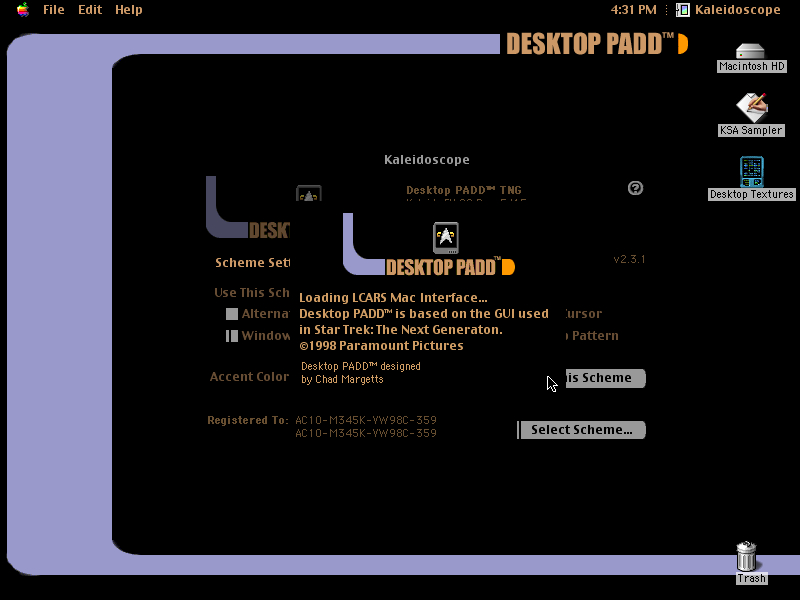 File Edit Help
4:31 PM Kaleidoscope
DESKTOP PADD™
Macintosh HD
KSA Sampler
Desktop Textures
Kaleidoscope
Desktop PADD™ TNG
DESK
DESKTOP PADD™
v2.3.1
Scheme Set
Use This Sch
Loading LCARS Mac Interface...
Alterna
Desktop PADD™ is based on the GUI used
Cursor
Window
in Star Trek: The Next Generaton.
Pattern
©1998 Paramount Pictures
Desktop PADD™ designed
by Chad Margetts
Accent Color
is Scheme
Registered To: AC10-M345K-YW98C-359
AC10-M345K-YW98C-359
Select Scheme...
Trash